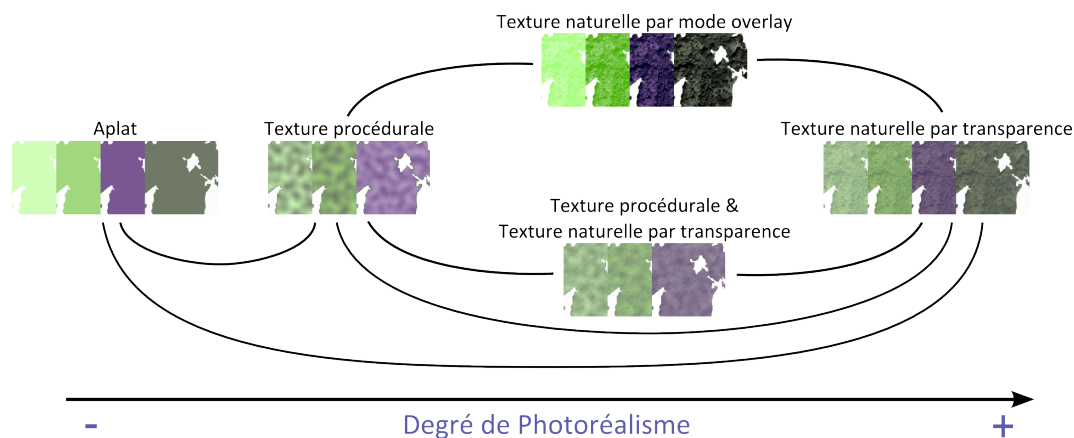 Texture naturelle par mode overlay
Aplat
Texture procédurale
Texture naturelle par transparence
Texture procédurale &
Texture naturelle par transparence
- Degré de Photoréalisme +